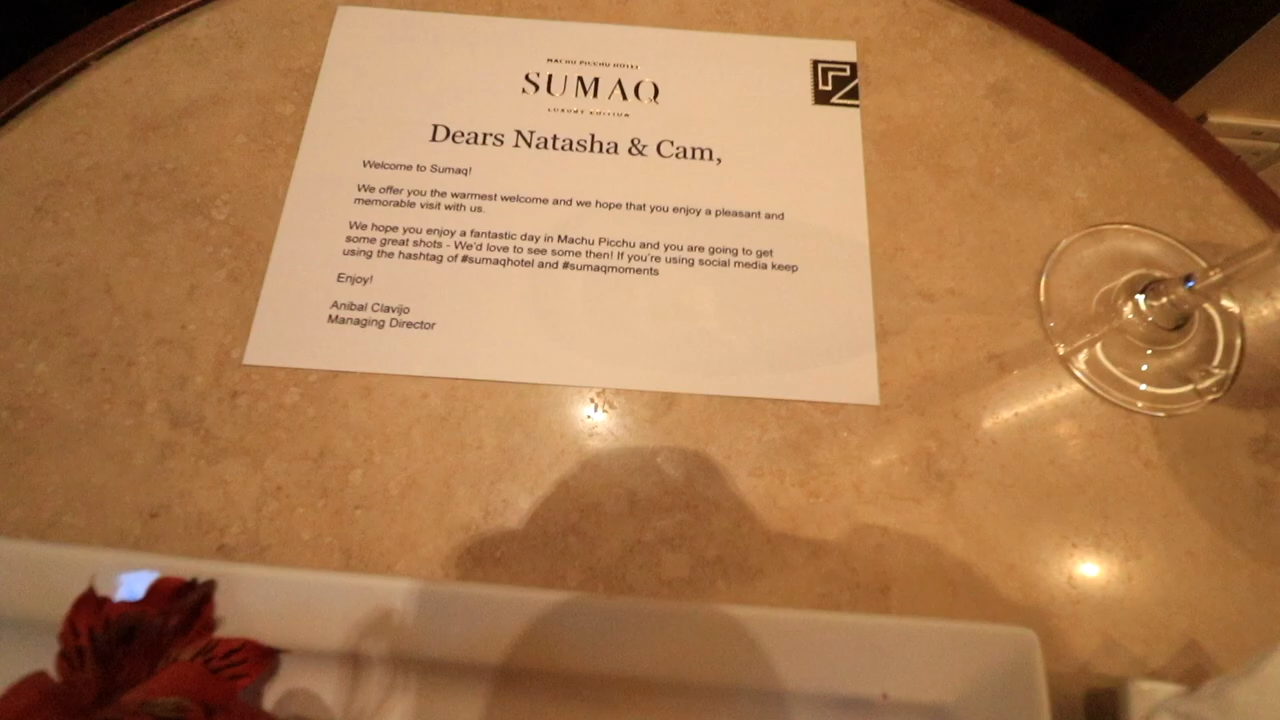 MACHU PICCHU HOTEL
SUMAQ
LUXURY EDITION
Dears Natasha & Cam,
Welcome to Sumaq!
We offer you the warmest welcome and we hope that you enjoy a pleasant and
memorable visit with us.
We hope you enjoy a fantastic day in Machu Picchu and you are going to get
some great shots - We'd love to see some then! If you're using social media keep
using the hashtag of #sumaqhotel and #sumaqmoments
Enjoy!
Anibal Clavijo
Managing Director